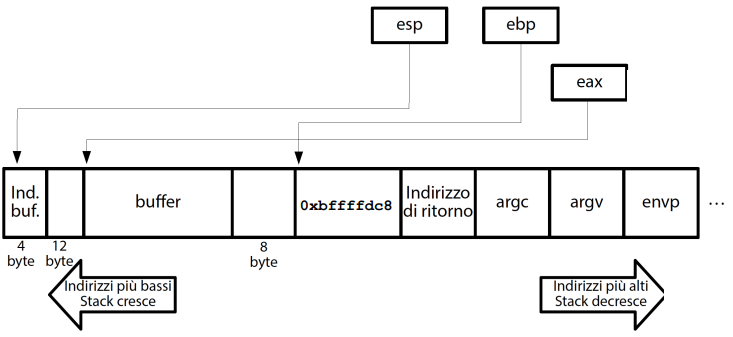 esp
ebp
eax
Ind.
buf.
buffer
0xbffffdc8
Indirizzo
di ritorno
argc
argv
envp
...
4
byte
12
byte
8
byte
Indirizzi più bassi
Stack cresce
Indirizzi più alti
Stack decresce